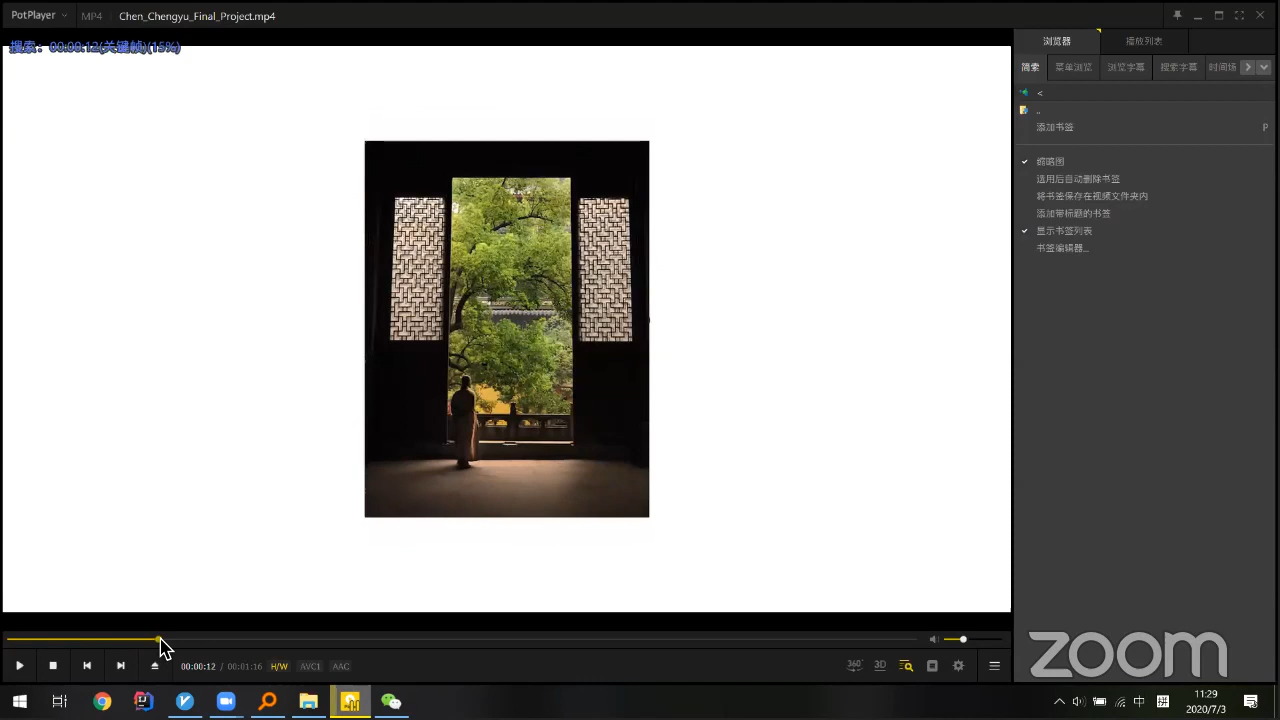 PotPlayer MP4 Chen_Chengyu_Final_Project.mp4
搜索: 00:00:12(关键帧)(15%)
浏览器 播放列表
简索 菜单浏览 浏览字幕 搜索字幕 时间场
<
..
添加书签 P
缩略图
适用后自动删除书签
将书签保存在视频文件夹内
添加带标题的书签
显示书签列表
书签编辑器...
00:00:12 / 00:01:16 H/W AVC1 AAC
360° 3D
zoom
中 拼 11:29
2020/7/3